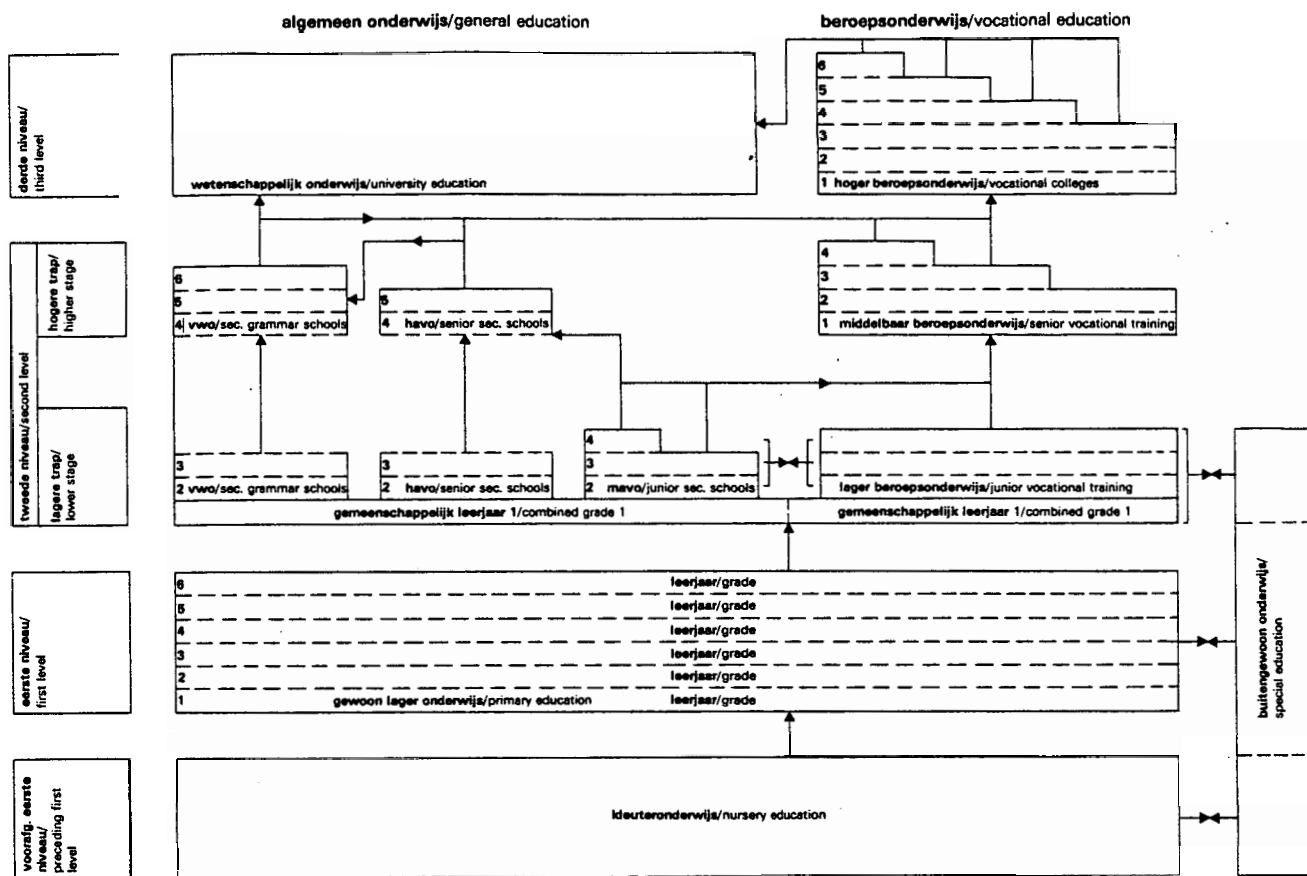 algemeen onderwijs/general education
beroepsonderwijs/vocational education
derde niveau/
third level
6
5
4
3
2
1 hoger beroepsonderwijs/vocational colleges
wetenschappelijk onderwijs/university education
tweede niveau/second level
hogere trap/
higher stage
6
5
4 vwo/sec. grammar schools
5
4 havo/senior sec. schools
4
3
2
1 middelbaar beroepsonderwijs/senior vocational training
lagere trap/
lower stage
3
2 vwo/sec. grammar schools
3
2 havo/senior sec. schools
4
3
2 mavo/junior sec. schools
lager beroepsonderwijs/junior vocational training
gemeenschappelijk leerjaar 1/combined grade 1
gemeenschappelijk leerjaar 1/combined grade 1
eerste niveau/
first level
6 leerjaar/grade
5 leerjaar/grade
4 leerjaar/grade
3 leerjaar/grade
2 leerjaar/grade
1 gewoon lager onderwijs/primary education leerjaar/grade
buitengewoon onderwijs/
special education
voorafg. eerste
niveau/
preceding first
level
kleuteronderwijs/nursery education